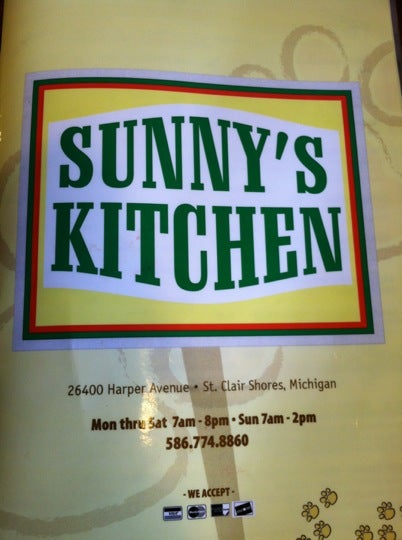 SUNNY'S
KITCHEN
26400 Harper Avenue • St. Clair Shores, Michigan
Mon thru Sat 7am - 8pm • Sun 7am - 2pm
586.774.8860
- WE ACCEPT -